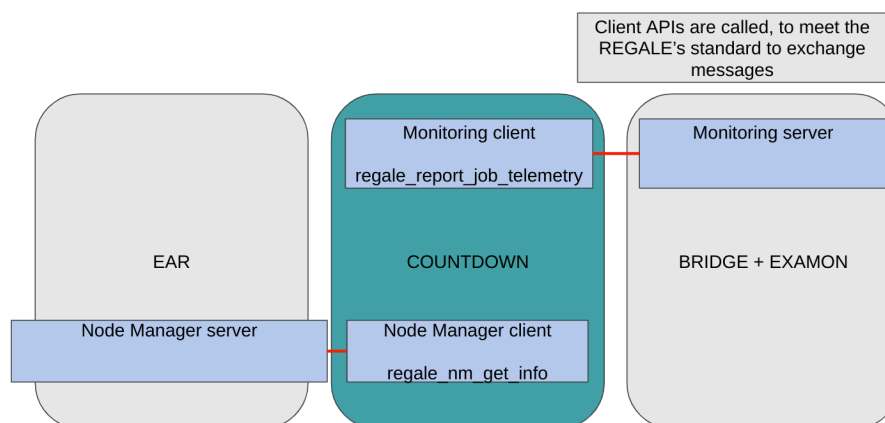 Client APIs are called, to meet the
REGALE's standard to exchange
messages
Monitoring client
regale_report_job_telemetry
Monitoring server
EAR
COUNTDOWN
BRIDGE + EXAMON
Node Manager server
Node Manager client
regale_nm_get_info